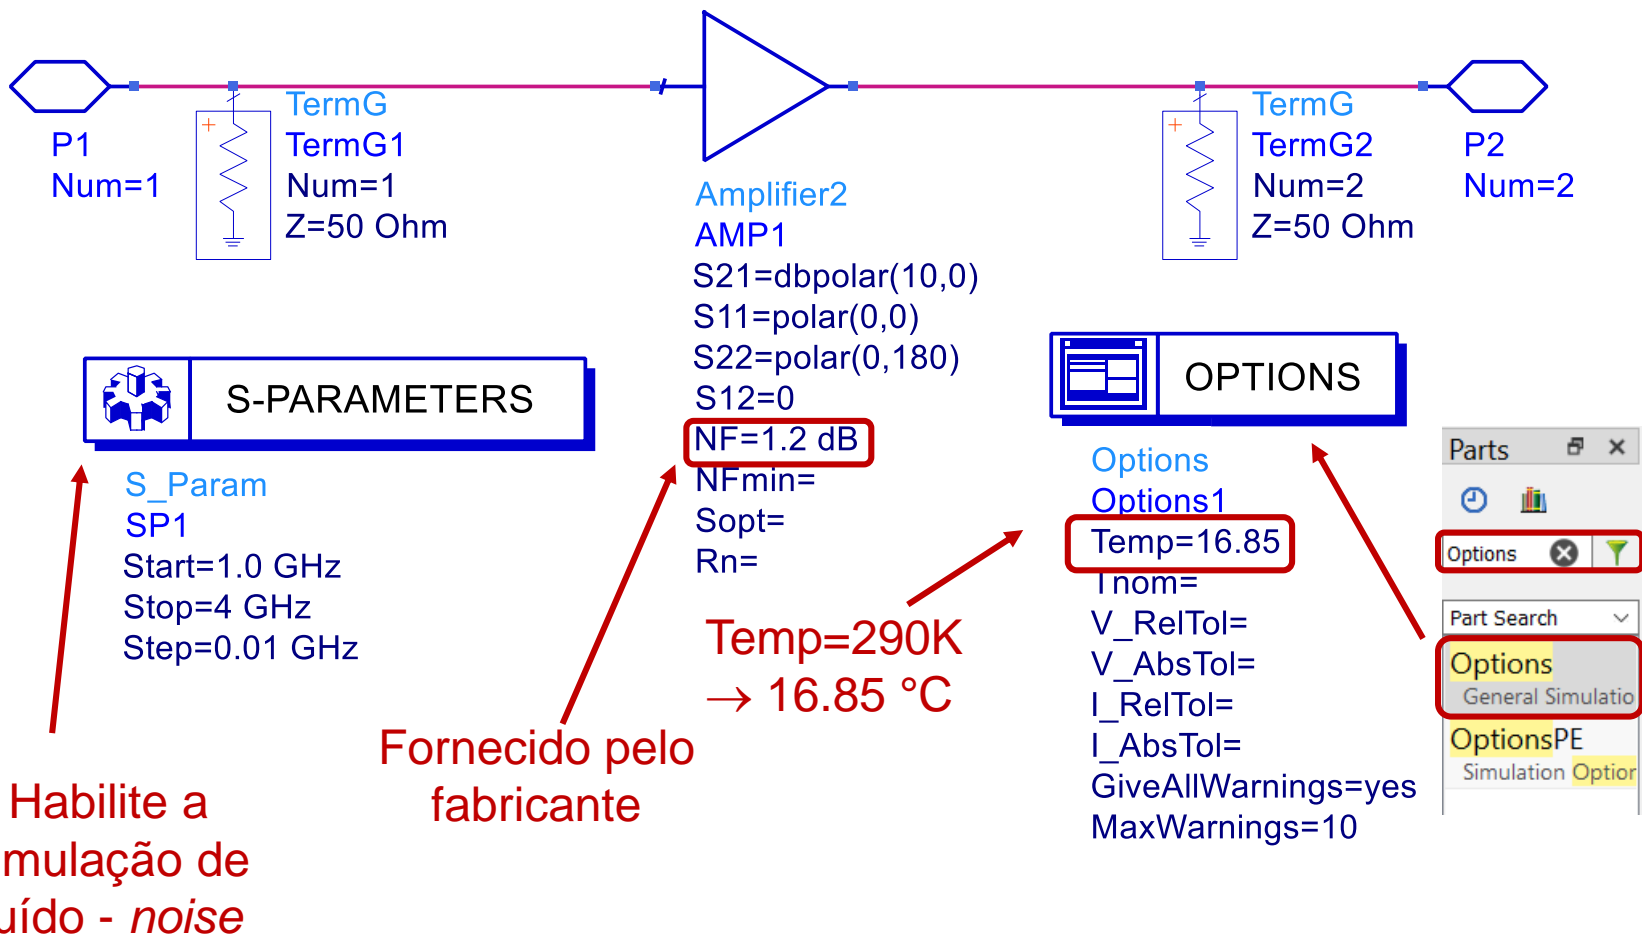 P1
Num=1
TermG
TermG1
Num=1
Z=50 Ohm
Amplifier2
AMP1
S21=dbpolar(10,0)
S11=polar(0,0)
S22=polar(0,180)
S12=0
NF=1.2 dB
NFmin=
Sopt=
Rn=
TermG
TermG2
Num=2
Z=50 Ohm
P2
Num=2
S-PARAMETERS
S_Param
SP1
Start=1.0 GHz
Stop=4 GHz
Step=0.01 GHz
OPTIONS
Options
Options1
Temp=16.85
Tnom=
V_RelTol=
V_AbsTol=
I_RelTol=
I_AbsTol=
GiveAllWarnings=yes
MaxWarnings=10
Parts
Options
Part Search
Options
General Simulatio
OptionsPE
Simulation Option
Temp=290K
→ 16.85 °C
Fornecido pelo
fabricante
Habilite a
mulação de
uído - noise